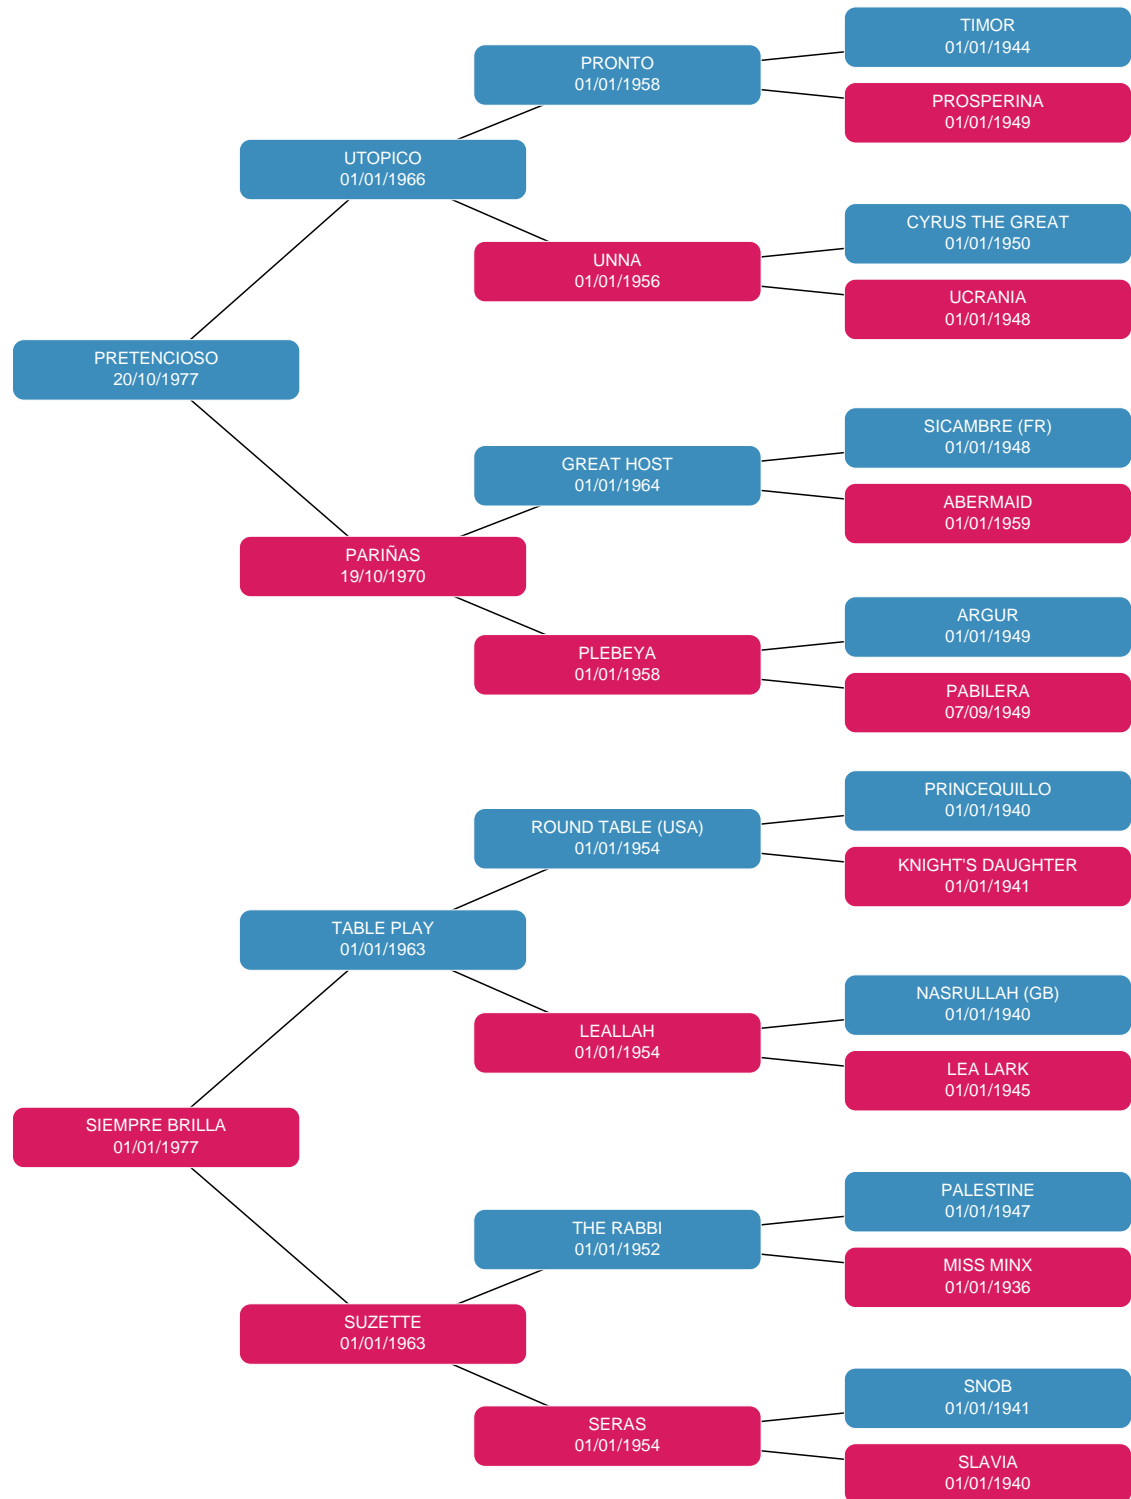 TIMOR
01/01/1944
PRONTO
01/01/1958
PROSPERINA
01/01/1949
UTOPICO
01/01/1966
CYRUS THE GREAT
01/01/1950
UNNA
01/01/1956
UCRANIA
01/01/1948
PRETENCIOSO
20/10/1977
SICAMBRE (FR)
01/01/1948
GREAT HOST
01/01/1964
ABERMAID
01/01/1959
PARIÑAS
19/10/1970
ARGUR
01/01/1949
PLEBEYA
01/01/1958
PABILERA
07/09/1949
PRINCEQUILLO
01/01/1940
ROUND TABLE (USA)
01/01/1954
KNIGHT'S DAUGHTER
01/01/1941
TABLE PLAY
01/01/1963
NASRULLAH (GB)
01/01/1940
LEALLAH
01/01/1954
LEA LARK
01/01/1945
SIEMPRE BRILLA
01/01/1977
PALESTINE
01/01/1947
THE RABBI
01/01/1952
MISS MINX
01/01/1936
SUZETTE
01/01/1963
SNOB
01/01/1941
SERAS
01/01/1954
SLAVIA
01/01/1940